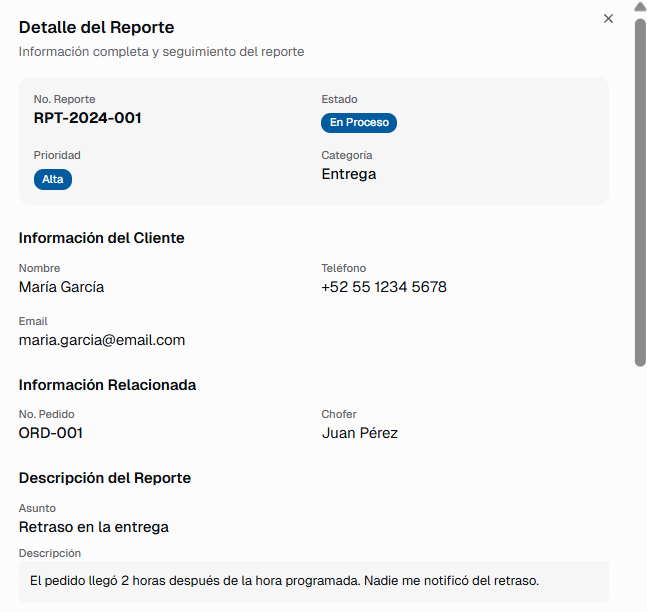 Detalle del Reporte
Información completa y seguimiento del reporte
No. Reporte
RPT-2024-001
Estado
En Proceso
Prioridad
Alta
Categoría
Entrega
Información del Cliente
Nombre
María García
Teléfono
+52 55 1234 5678
Email
maria.garcia@email.com
Información Relacionada
No. Pedido
ORD-001
Chofer
Juan Pérez
Descripción del Reporte
Asunto
Retraso en la entrega
Descripción
El pedido llegó 2 horas después de la hora programada. Nadie me notificó del retraso.